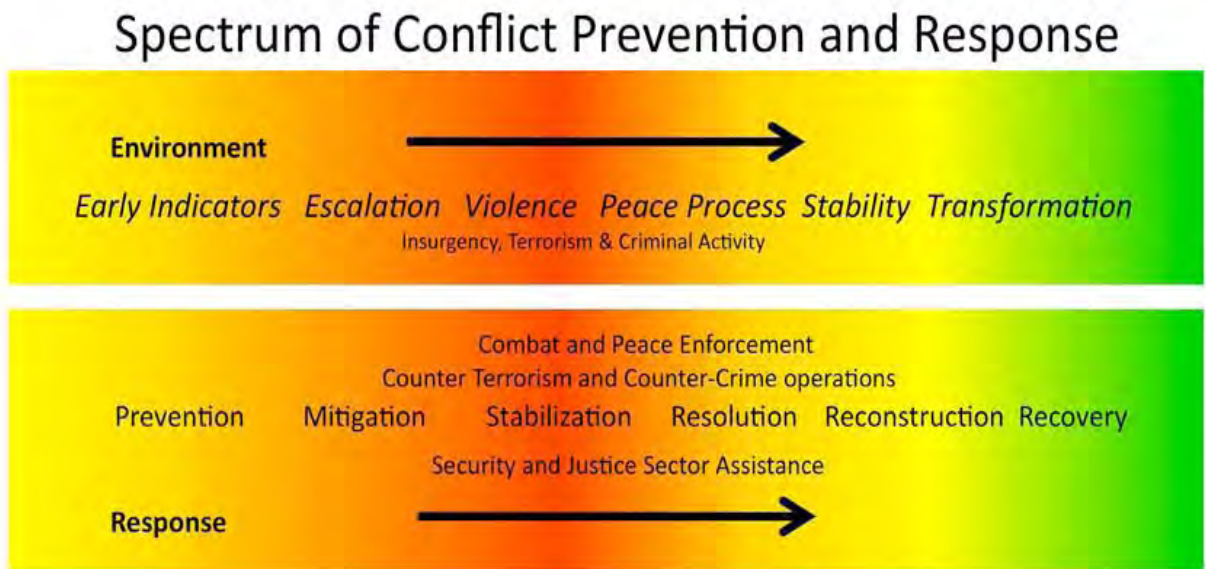 Spectrum of Conflict Prevention and Response
Environment
Early Indicators Escalation Violence Peace Process Stability Transformation
Insurgency, Terrorism & Criminal Activity
Combat and Peace Enforcement
Counter Terrorism and Counter-Crime operations
Prevention Mitigation Stabilization Resolution Reconstruction Recovery
Security and Justice Sector Assistance
Response